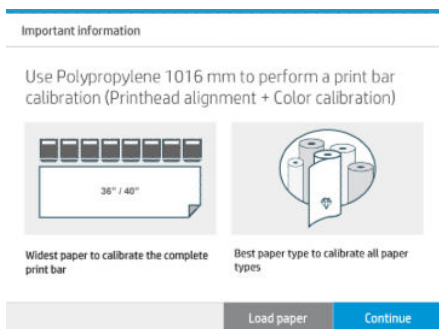 Important information
Use Polypropylene 1016 mm to perform a print bar
calibration (Printhead alignment + Color calibration)
36" / 40"
Widest paper to calibrate the complete
print bar
Best paper type to calibrate all paper
types
Load paper
Continue